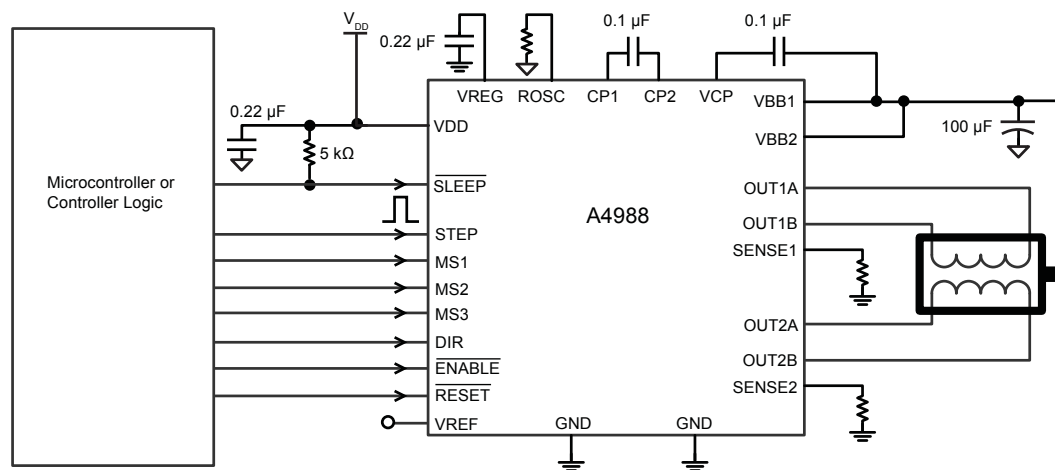 V_DD
0.22 µF
0.1 µF
0.1 µF
0.22 µF
5 kΩ
100 µF
VREG
ROSC
CP1
CP2
VCP
VBB1
VDD
VBB2
Microcontroller or
Controller Logic
SLEEP
OUT1A
A4988
OUT1B
STEP
SENSE1
MS1
MS2
MS3
OUT2A
DIR
OUT2B
ENABLE
SENSE2
RESET
VREF
GND
GND